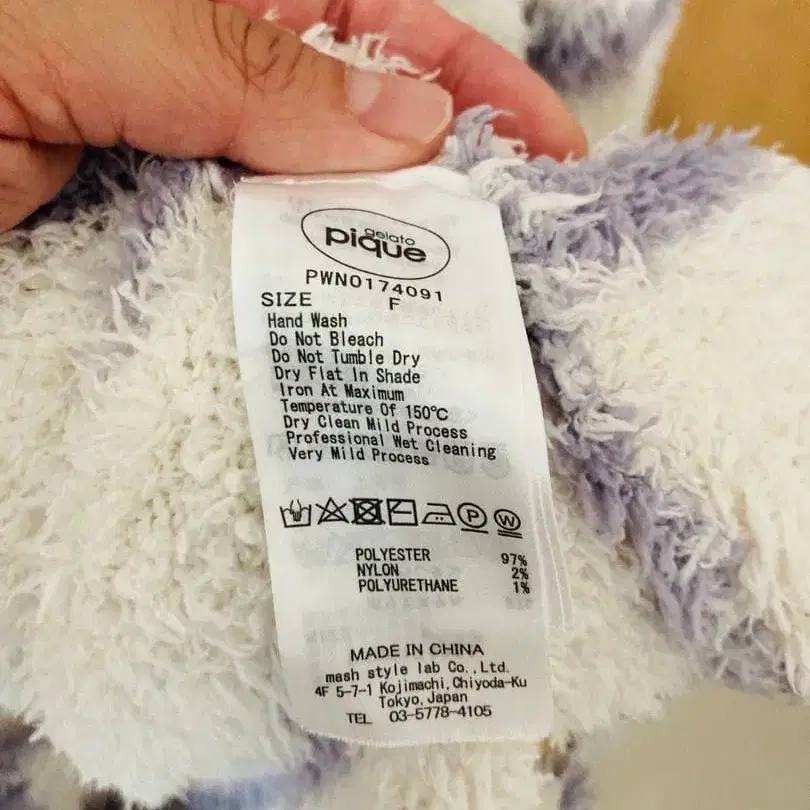 gelato
pique
PWNO174091
SIZE F
Hand Wash
Do Not Bleach
Do Not Tumble Dry
Dry Flat In Shade
Iron At Maximum
Temperature Of 150℃
Dry Clean Mild Process
Professional Wet Cleaning
Very Mild Process
P W
POLYESTER 97%
NYLON 2%
POLYURETHANE 1%
MADE IN CHINA
mash style lab Co.,Ltd.
4F 5-7-1 Kojimachi,Chiyoda-Ku
Tokyo,Japan
TEL 03-5778-4105